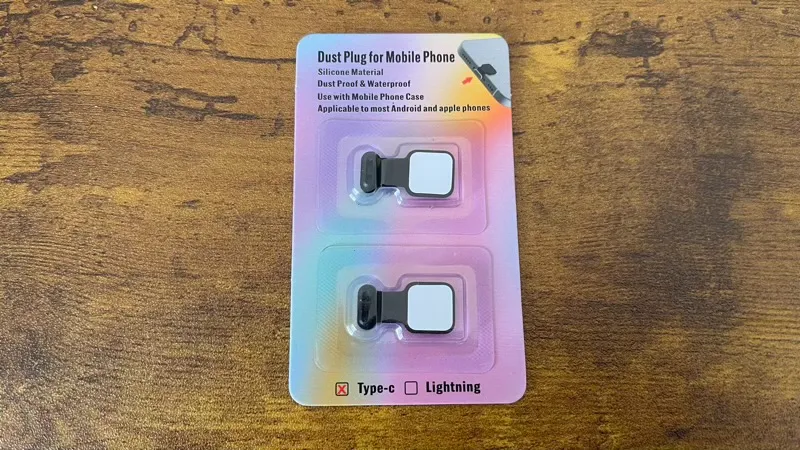 Dust Plug for Mobile Phone
Silicone Material
Dust Proof & Waterproof
Use with Mobile Phone Case
Applicable to most Android and apple phones
Type-c Lightning